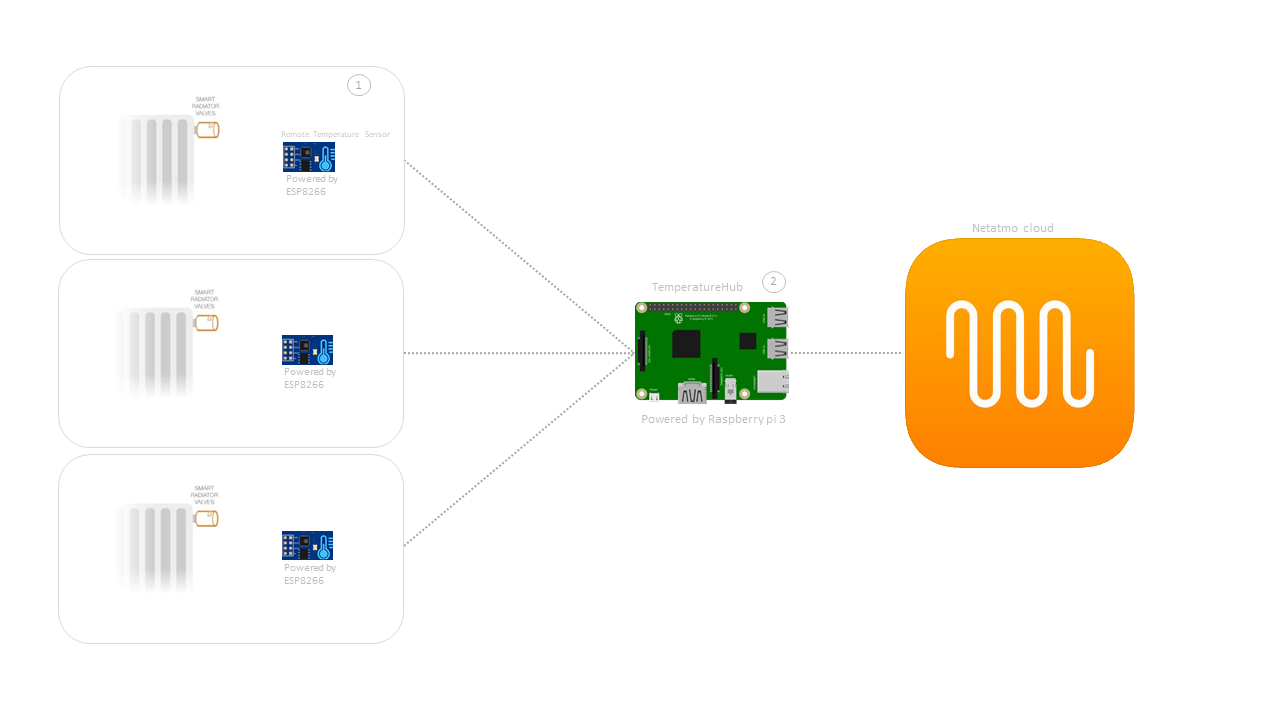 1
SMART
RADIATOR
VALVES
Remote Temperature Sensor
Powered by
ESP8266
SMART
RADIATOR
VALVES
Powered by
ESP8266
SMART
RADIATOR
VALVES
Powered by
ESP8266
TemperatureHub
2
Powered by Raspberry pi 3
Netatmo cloud